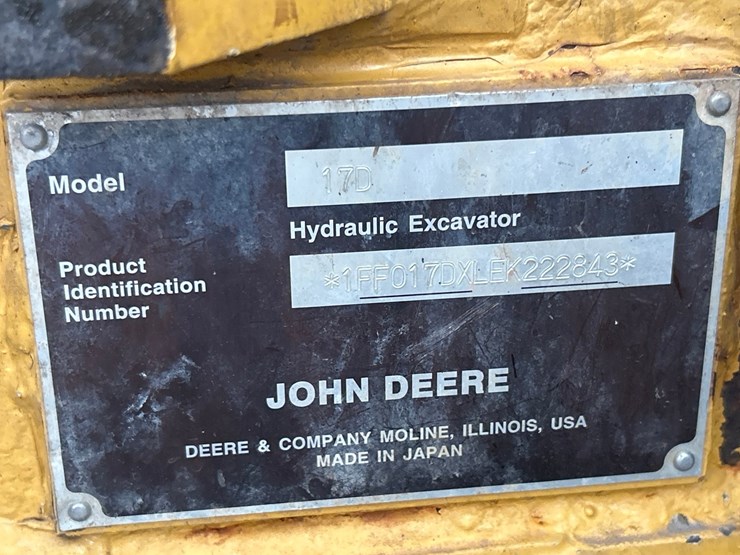 Model 17D
Hydraulic Excavator
Product
Identification
Number
*1FF017DXLEK222843*
JOHN DEERE
DEERE & COMPANY MOLINE, ILLINOIS, USA
MADE IN JAPAN